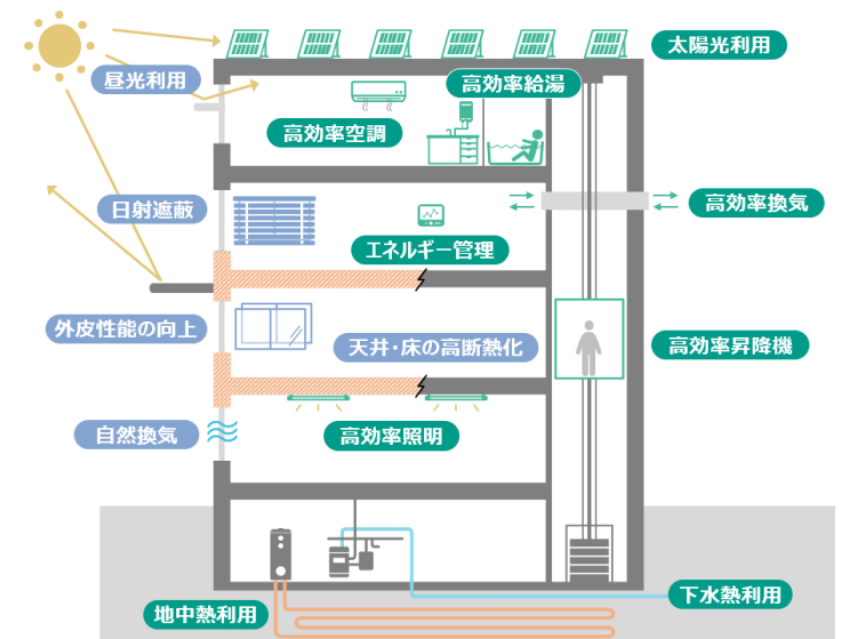 太陽光利用
昼光利用
高効率給湯
高効率空調
日射遮蔽
高効率換気
エネルギー管理
外皮性能の向上
天井・床の高断熱化
高効率昇降機
自然換気
高効率照明
下水熱利用
地中熱利用